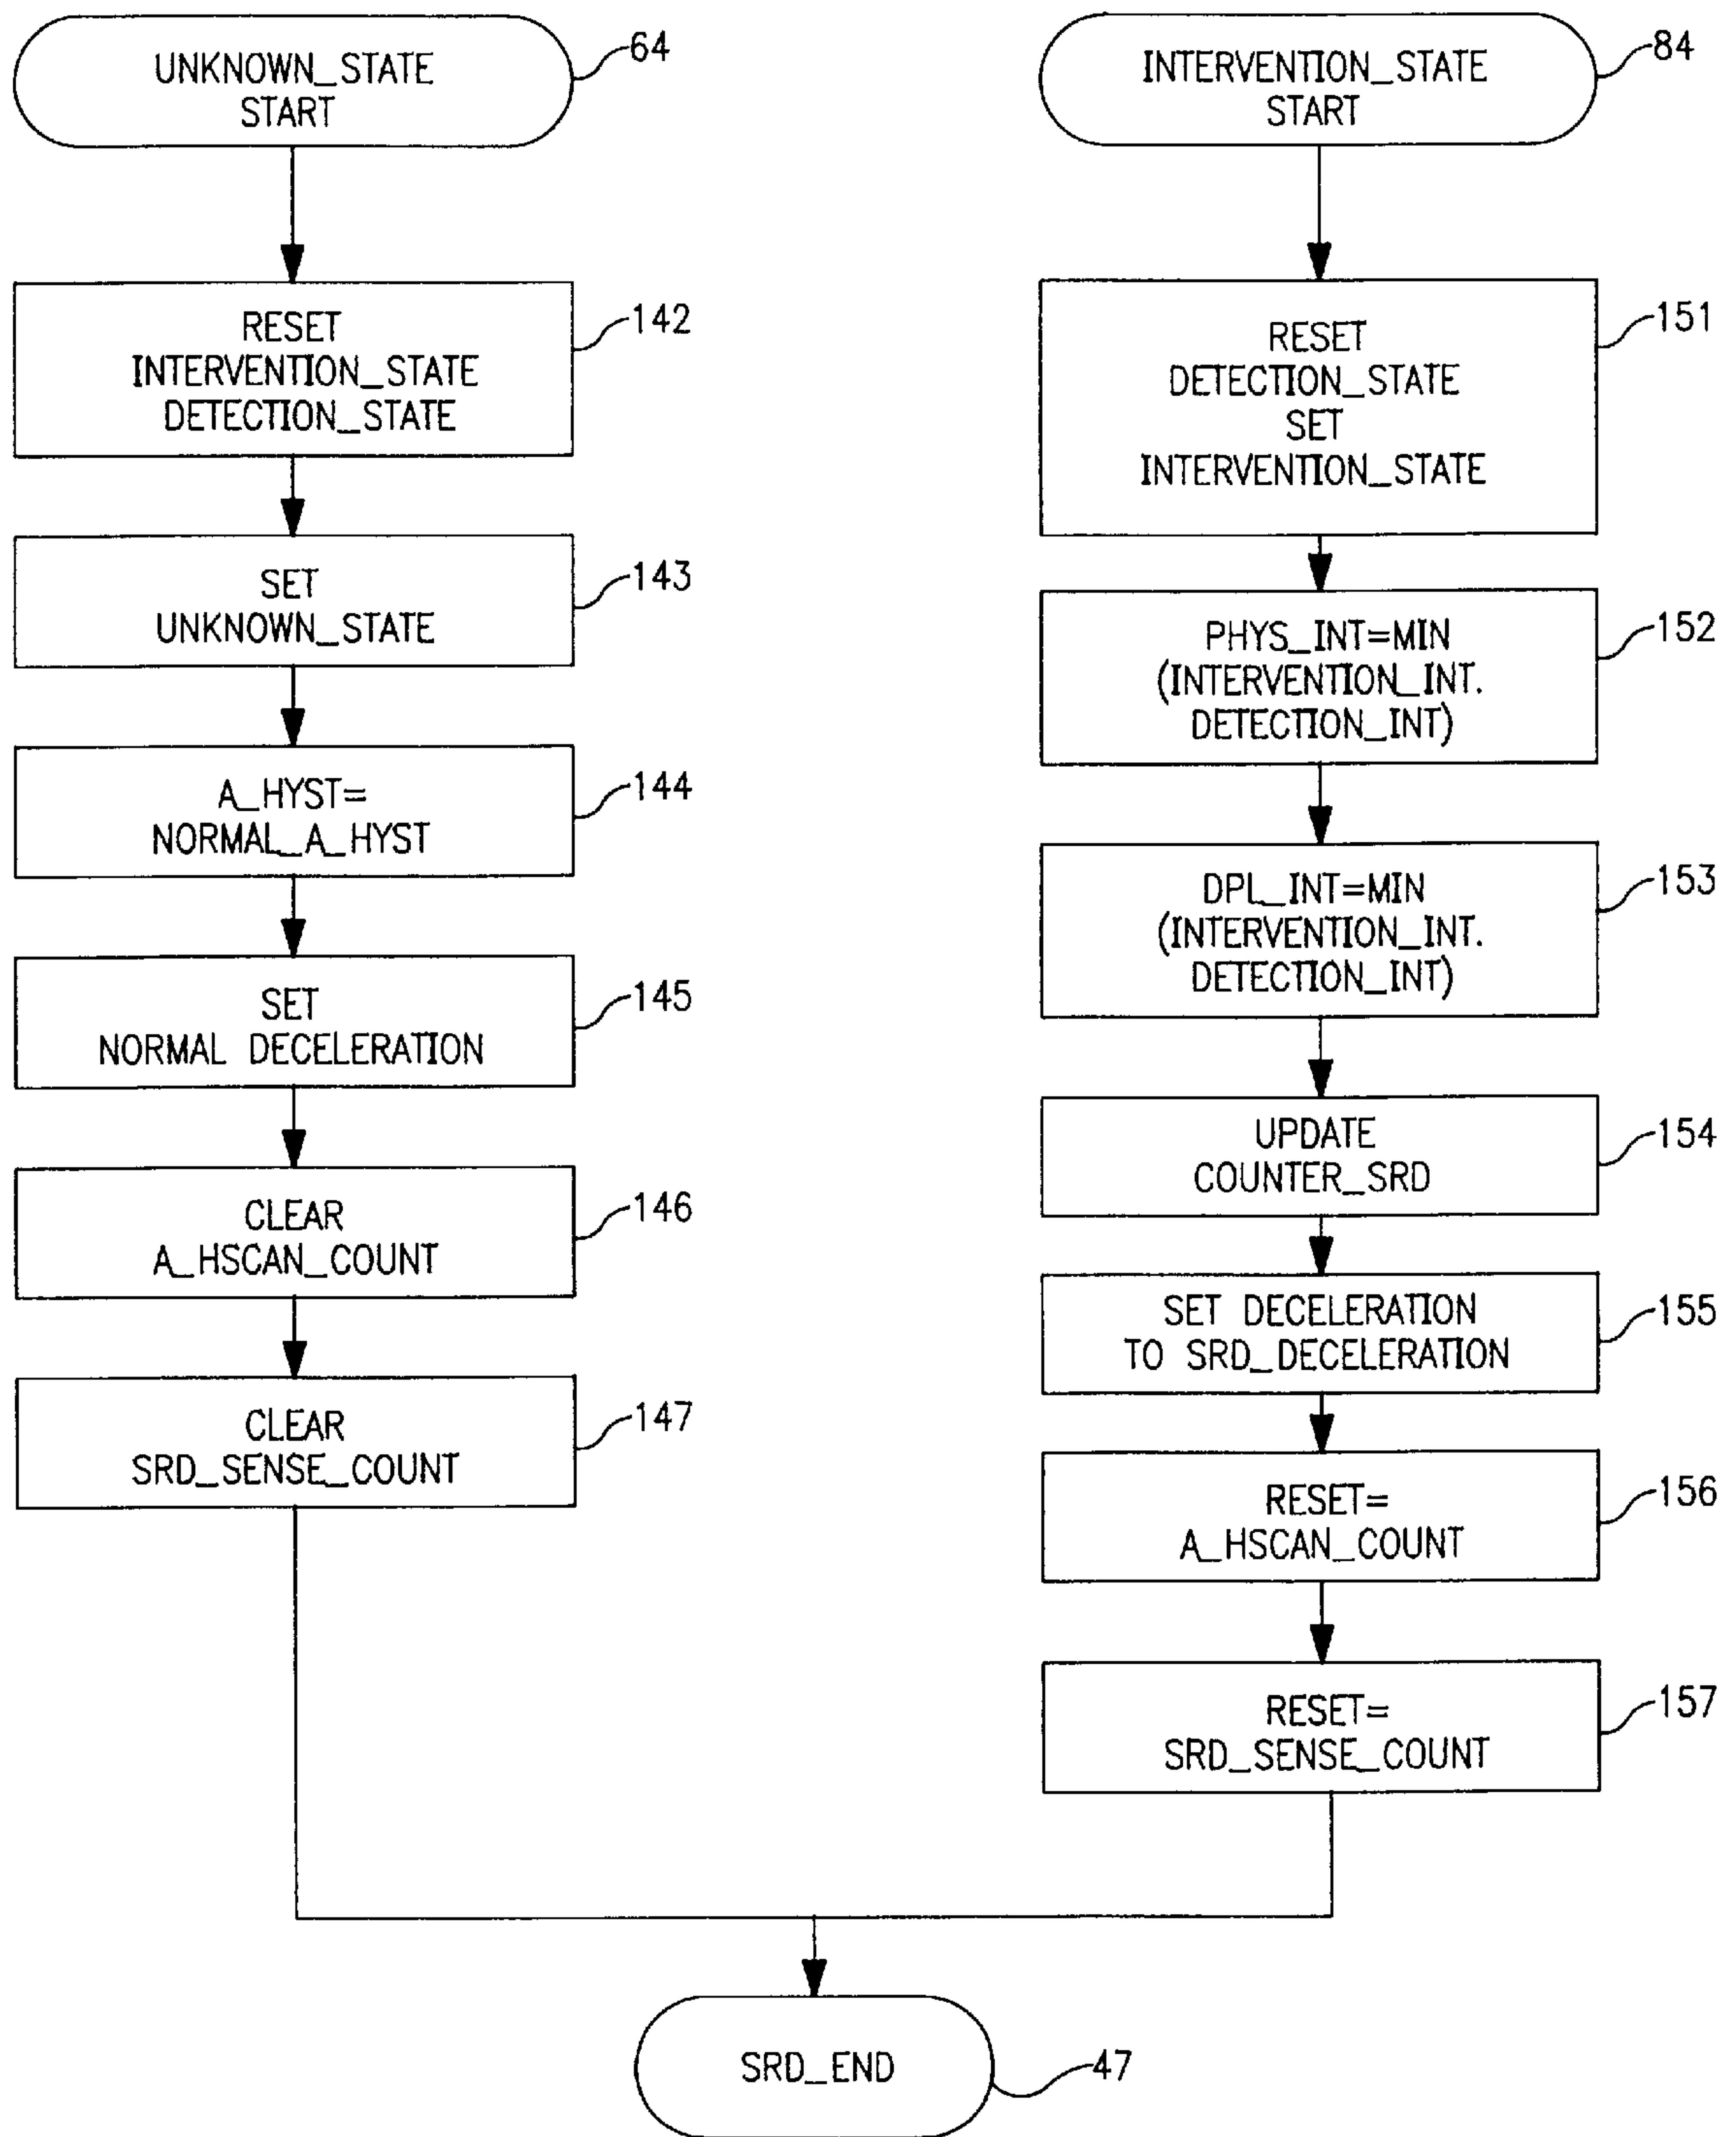 UNKNOWN_STATE
START
64
RESET
INTERVENTION_STATE
DETECTION_STATE
142
SET
UNKNOWN_STATE
143
A_HYST=
NORMAL_A_HYST
144
SET
NORMAL DECELERATION
145
CLEAR
A_HSCAN_COUNT
146
CLEAR
SRD_SENSE_COUNT
147
INTERVENTION_STATE
START
84
RESET
DETECTION_STATE
SET
INTERVENTION_STATE
151
PHYS_INT=MIN
(INTERVENTION_INT.
DETECTION_INT)
152
DPL_INT=MIN
(INTERVENTION_INT.
DETECTION_INT)
153
UPDATE
COUNTER_SRD
154
SET DECELERATION
TO SRD_DECELERATION
155
RESET=
A_HSCAN_COUNT
156
RESET=
SRD_SENSE_COUNT
157
SRD_END
47